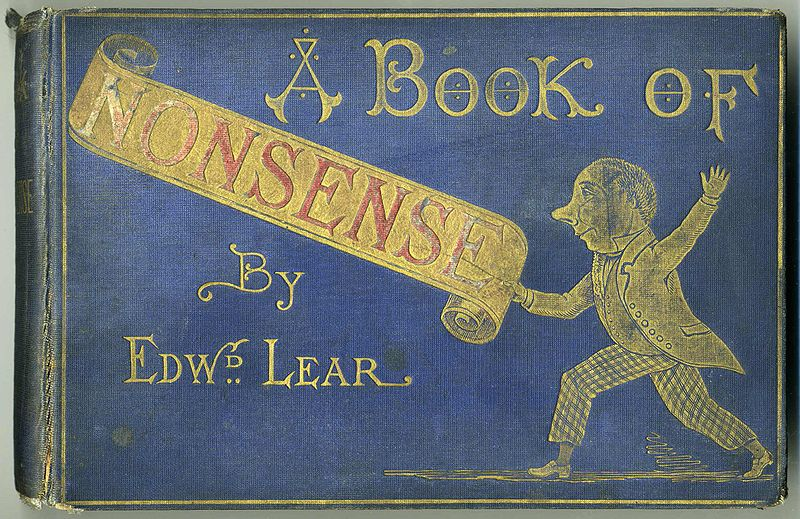 A BOOK OF
NONSENSE
BY
EDWD. LEAR